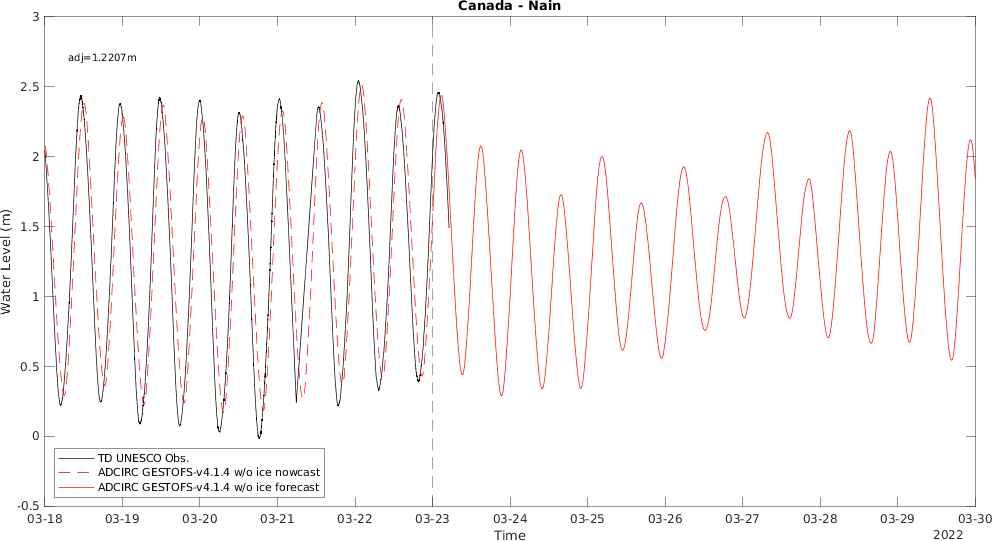 Canada - Nain
adj=1.2207m
Water Level (m)
3
2.5
2
1.5
1
0.5
0
-0.5
TD UNESCO Obs.
ADCIRC GESTOFS-v4.1.4 w/o ice nowcast
ADCIRC GESTOFS-v4.1.4 w/o ice forecast
03-18 03-19 03-20 03-21 03-22 03-23 03-24 03-25 03-26 03-27 03-28 03-29 03-30
Time
2022